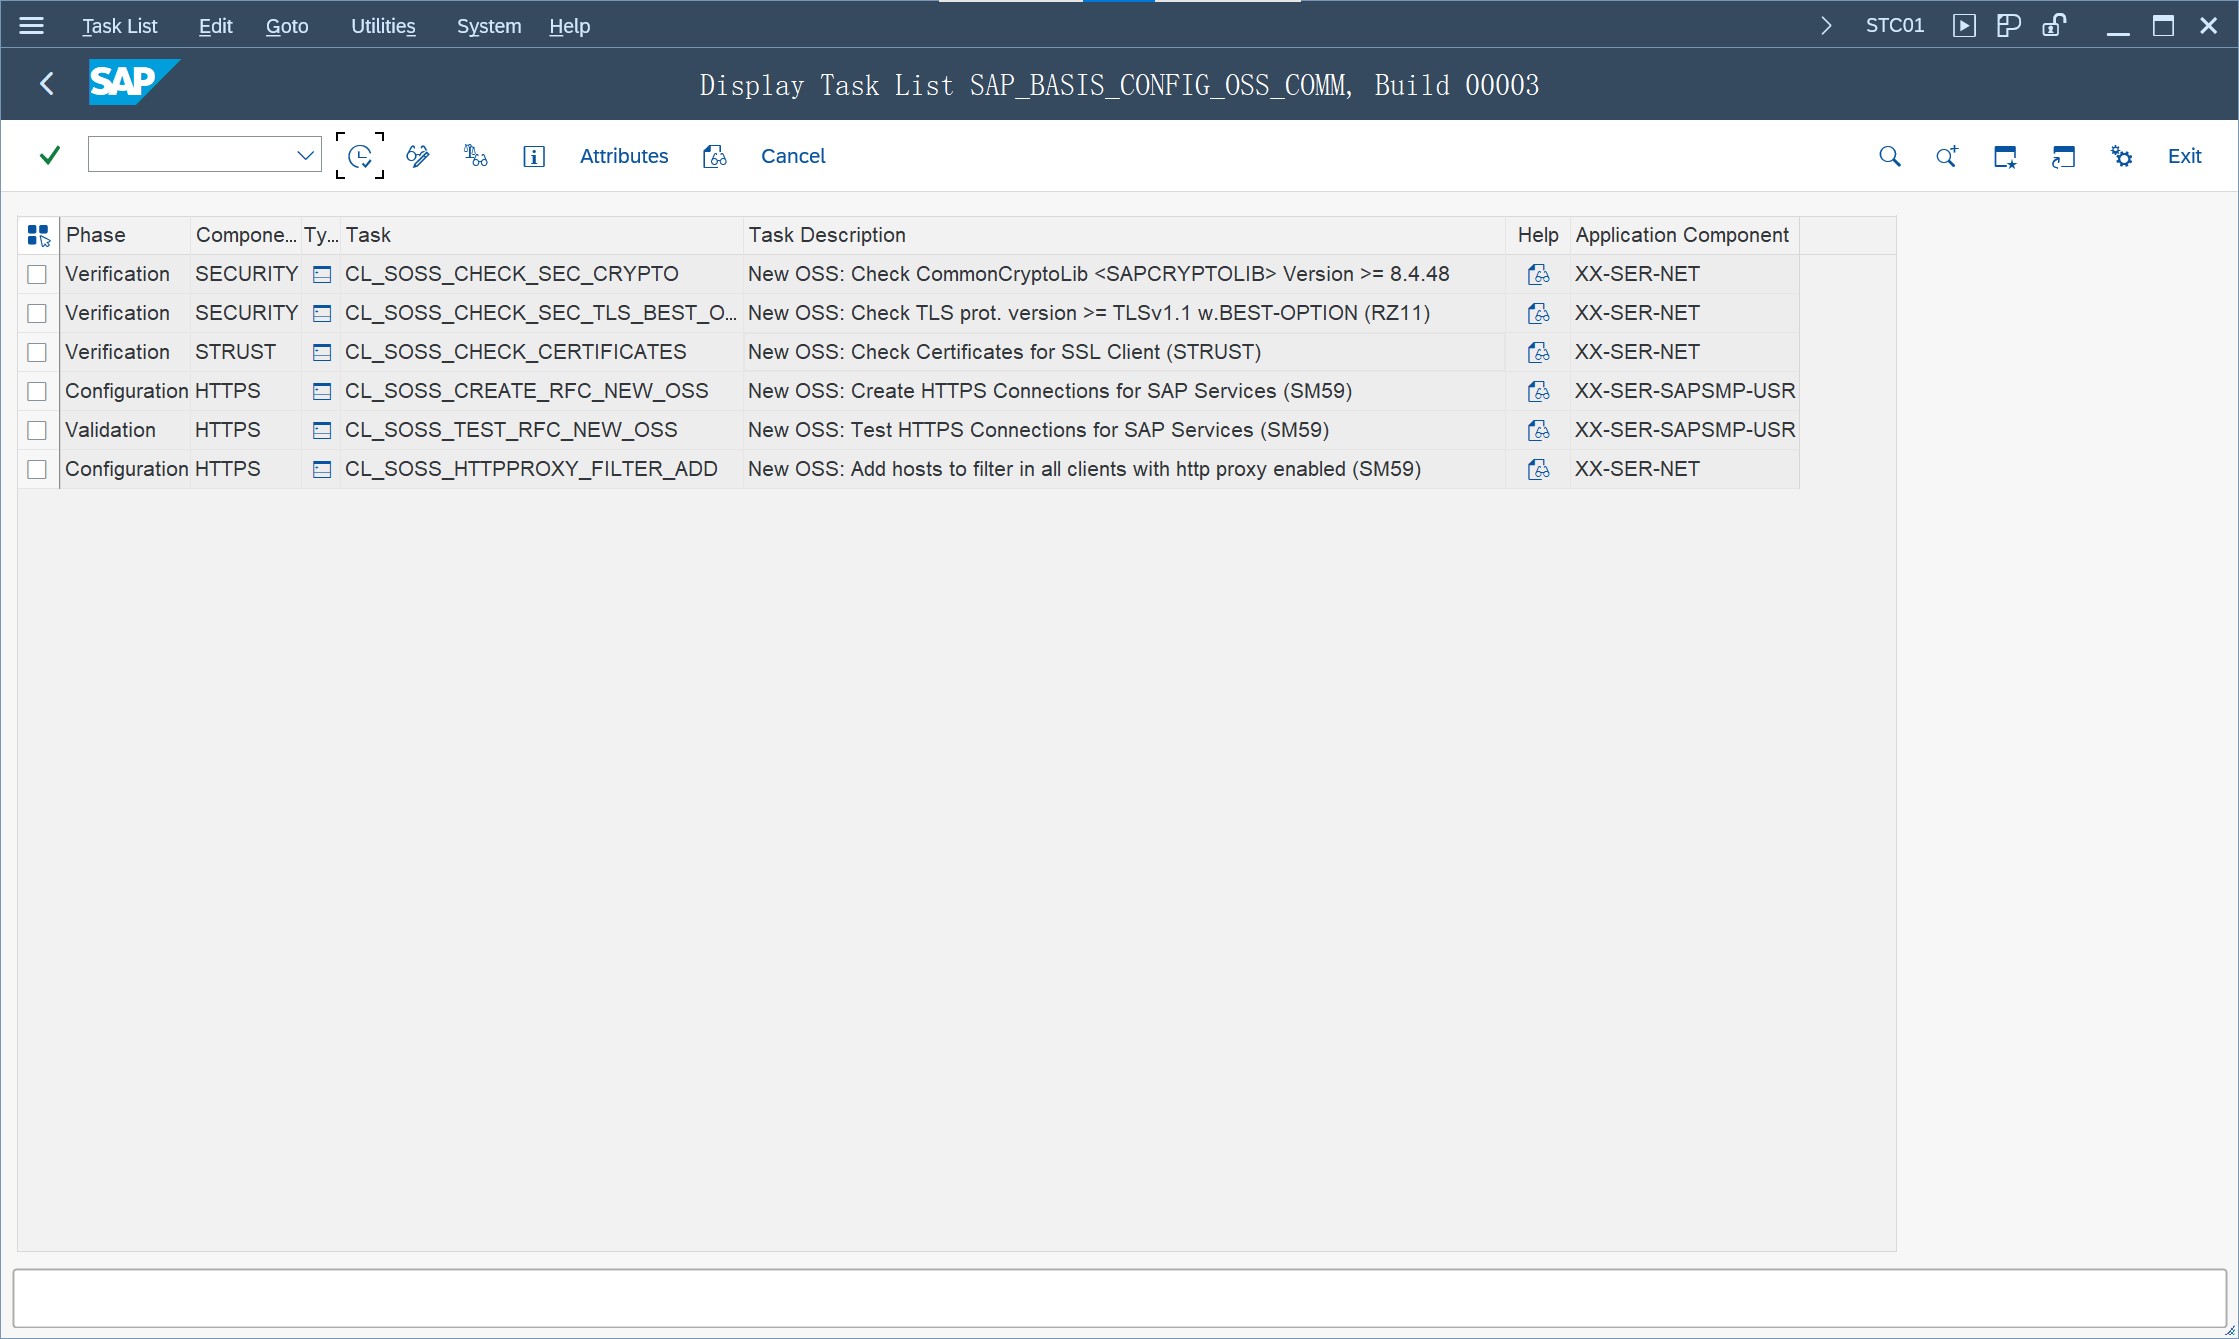 Task List Edit Goto Utilities System Help STC01
SAP Display Task List SAP_BASIS_CONFIG_OSS_COMM, Build 00003
Attributes Cancel Exit
Phase Compone... Ty... Task Task Description Help Application Component
Verification SECURITY CL_SOSS_CHECK_SEC_CRYPTO New OSS: Check CommonCryptoLib <SAPCRYPTOLIB> Version >= 8.4.48 XX-SER-NET
Verification SECURITY CL_SOSS_CHECK_SEC_TLS_BEST_O... New OSS: Check TLS prot. version >= TLSv1.1 w.BEST-OPTION (RZ11) XX-SER-NET
Verification STRUST CL_SOSS_CHECK_CERTIFICATES New OSS: Check Certificates for SSL Client (STRUST) XX-SER-NET
Configuration HTTPS CL_SOSS_CREATE_RFC_NEW_OSS New OSS: Create HTTPS Connections for SAP Services (SM59) XX-SER-SAPSMP-USR
Validation HTTPS CL_SOSS_TEST_RFC_NEW_OSS New OSS: Test HTTPS Connections for SAP Services (SM59) XX-SER-SAPSMP-USR
Configuration HTTPS CL_SOSS_HTTPPROXY_FILTER_ADD New OSS: Add hosts to filter in all clients with http proxy enabled (SM59) XX-SER-NET